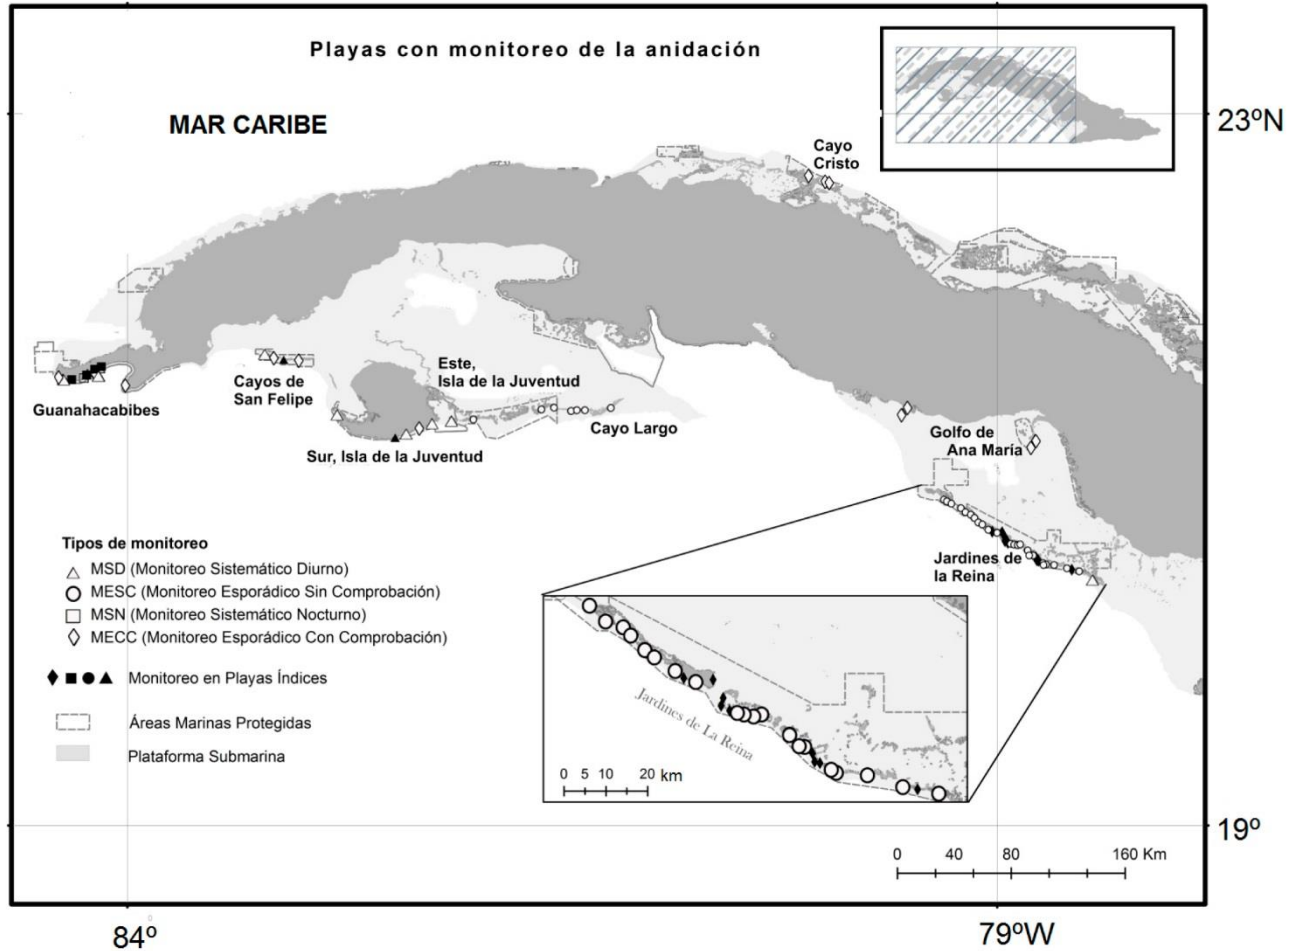 Playas con monitoreo de la anidación
MAR CARIBE
23ºN
Cayo
Cristo
Este,
Isla de la Juventud
Cayos de
San Felipe
Guanahacabibes
Cayo Largo
Golfo de
Ana María
Sur, Isla de la Juventud
Tipos de monitoreo
MSD (Monitoreo Sistemático Diurno)
MESC (Monitoreo Esporádico Sin Comprobación)
MSN (Monitoreo Sistemático Nocturno)
MECC (Monitoreo Esporádico Con Comprobación)
Monitoreo en Playas Índices
Áreas Marinas Protegidas
Plataforma Submarina
Jardines de
la Reina
Jardines de La Reina
0 5 10 20 km
19º
0 40 80 160 Km
84º
79ºW